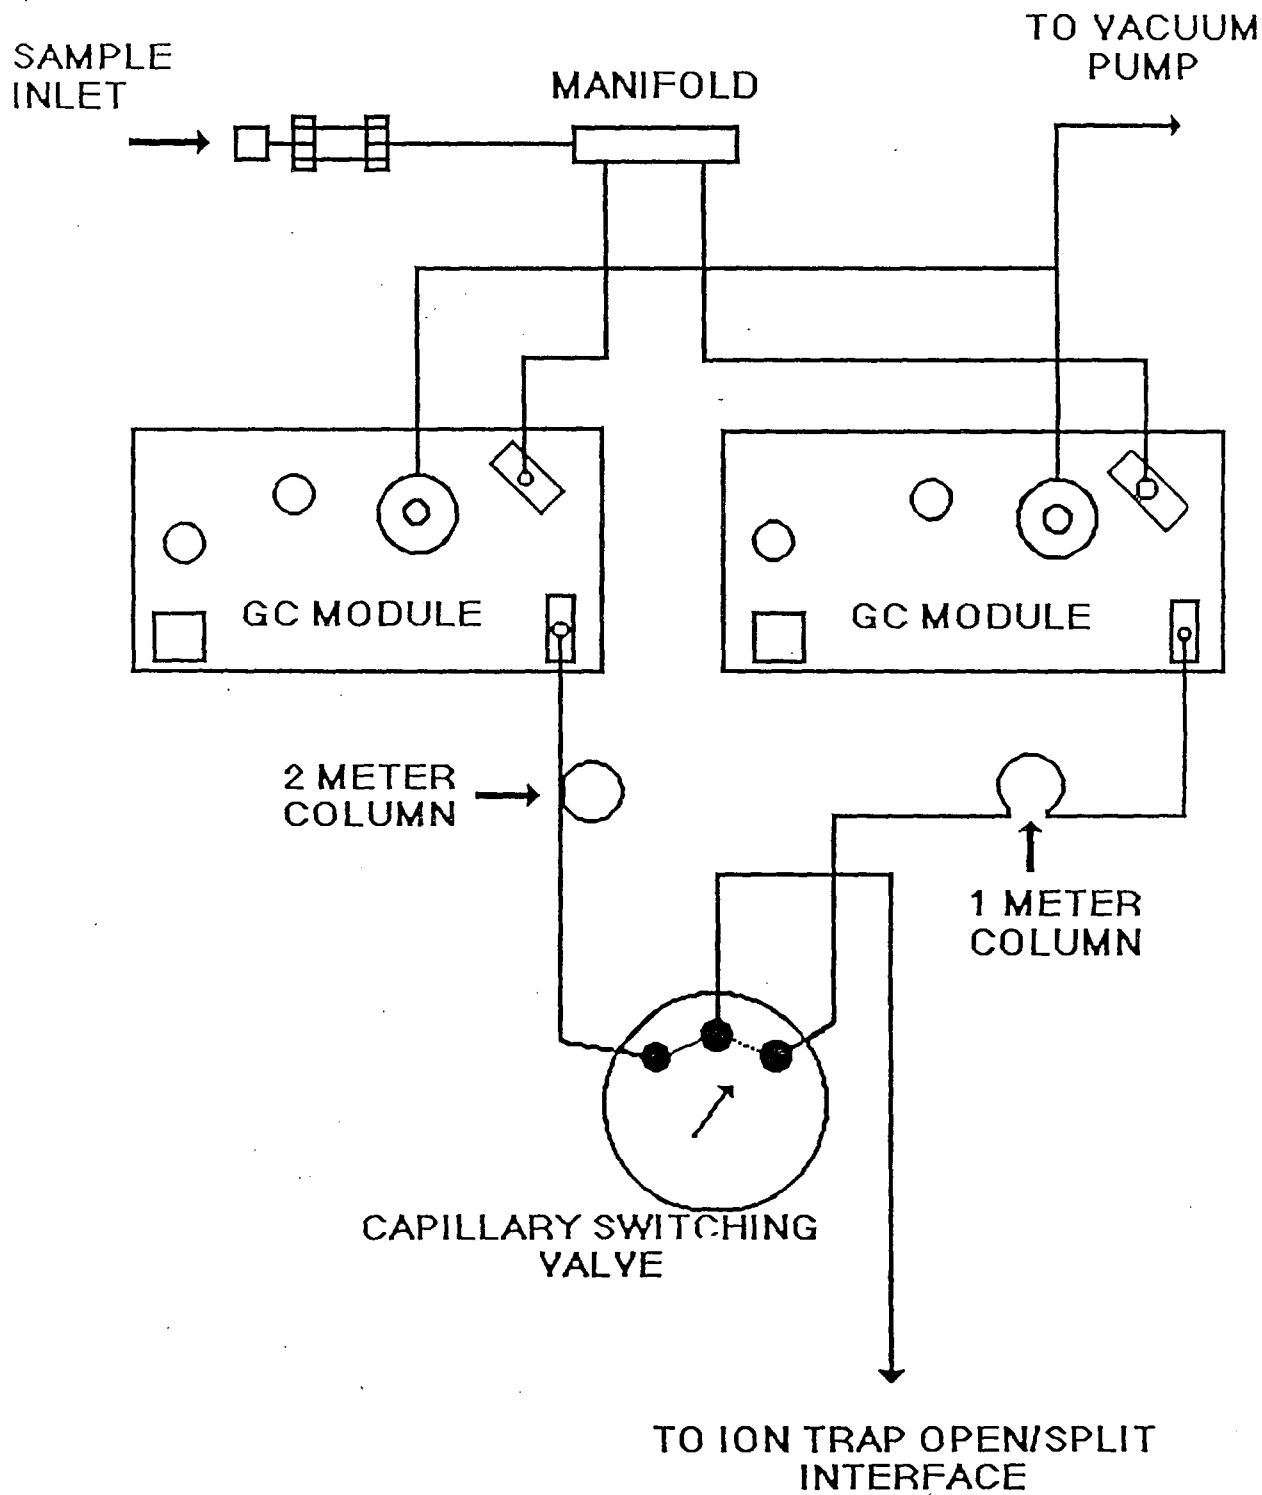 TO VACUUM
PUMP
SAMPLE
INLET
MANIFOLD
GC MODULE
GC MODULE
2 METER
COLUMN
1 METER
COLUMN
CAPILLARY SWITCHING
VALVE
TO ION TRAP OPEN/SPLIT
INTERFACE